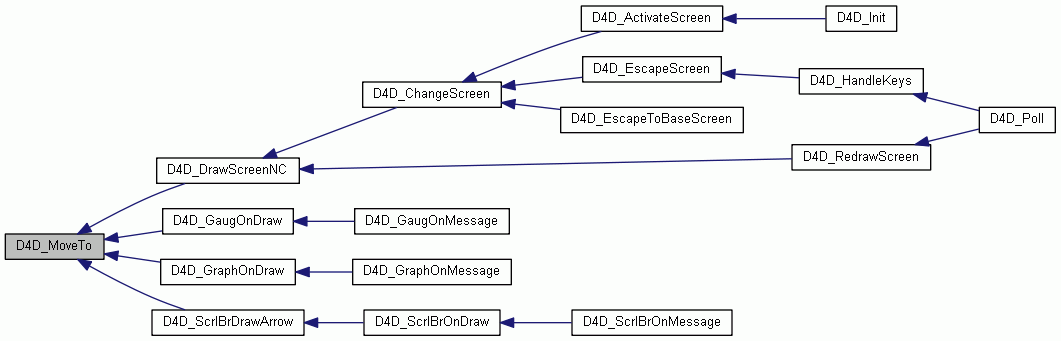 D4D_ActivateScreen
D4D_Init
D4D_EscapeScreen
D4D_HandleKeys
D4D_ChangeScreen
D4D_EscapeToBaseScreen
D4D_Poll
D4D_DrawScreenNC
D4D_RedrawScreen
D4D_GaugOnDraw
D4D_GaugOnMessage
D4D_MoveTo
D4D_GraphOnDraw
D4D_GraphOnMessage
D4D_ScrlBrDrawArrow
D4D_ScrlBrOnDraw
D4D_ScrlBrOnMessage